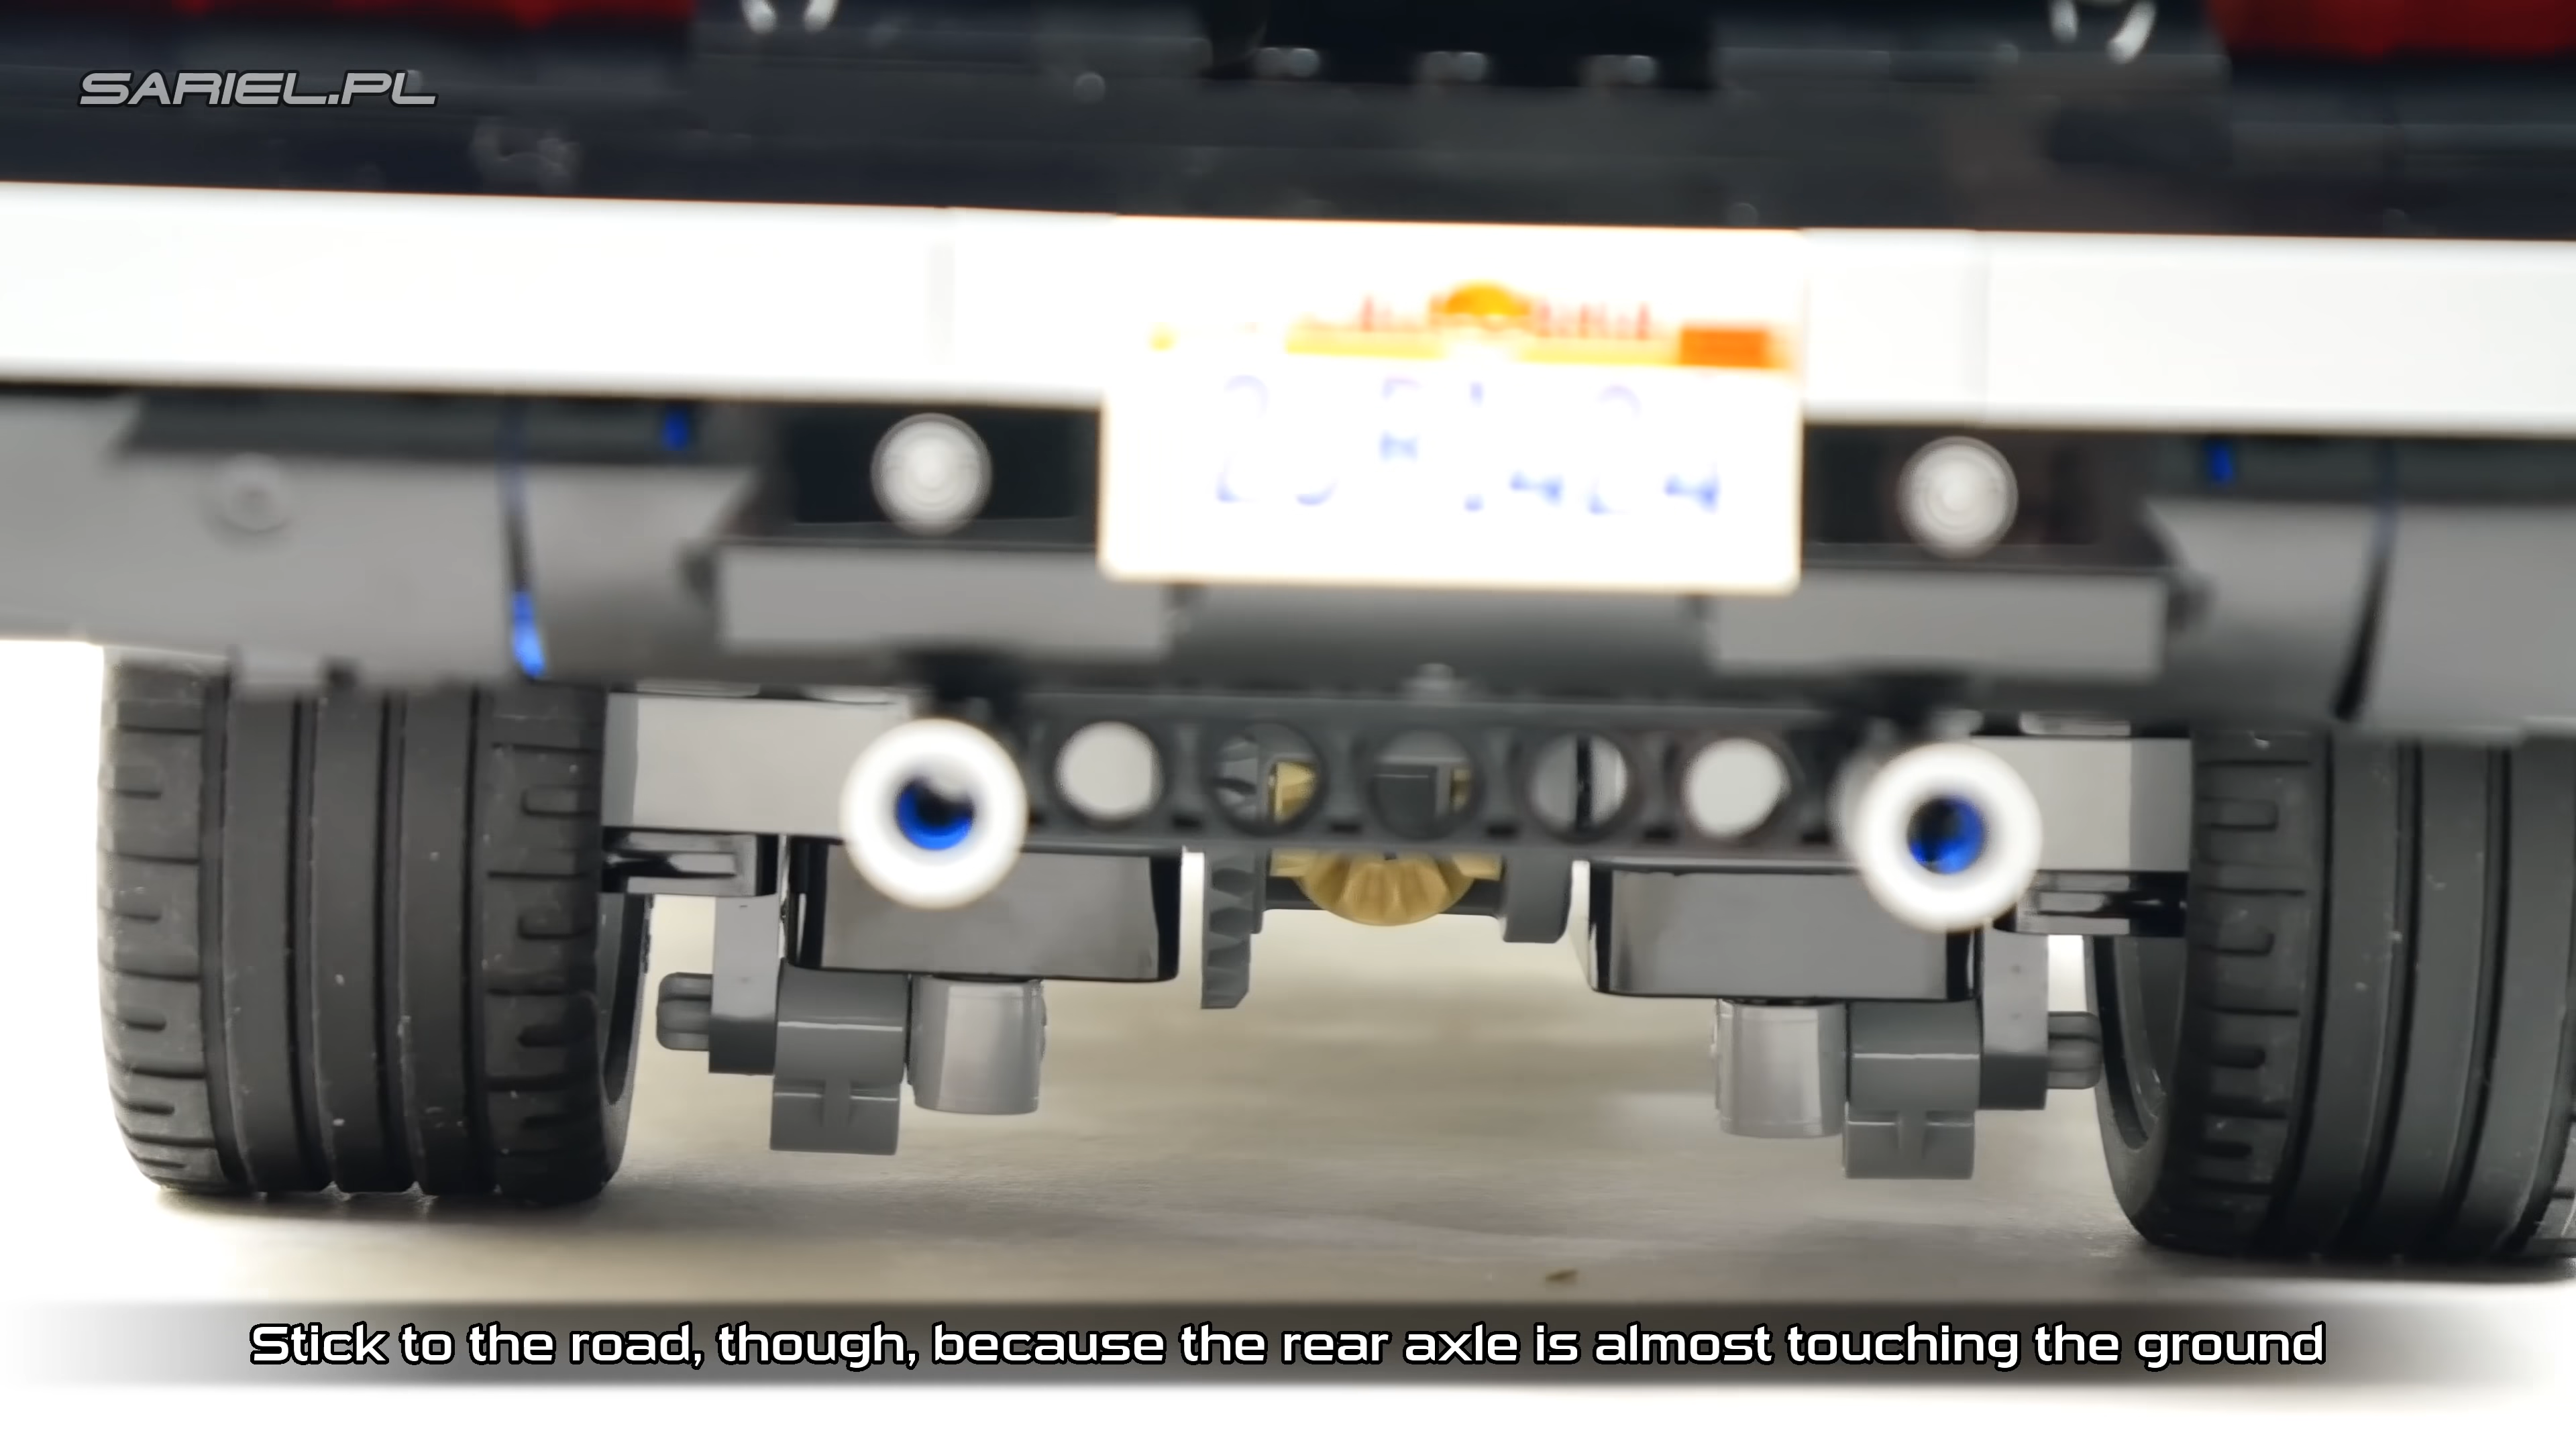 SARIEL.PL
Stick to the road, though, because the rear axle is almost touching the ground